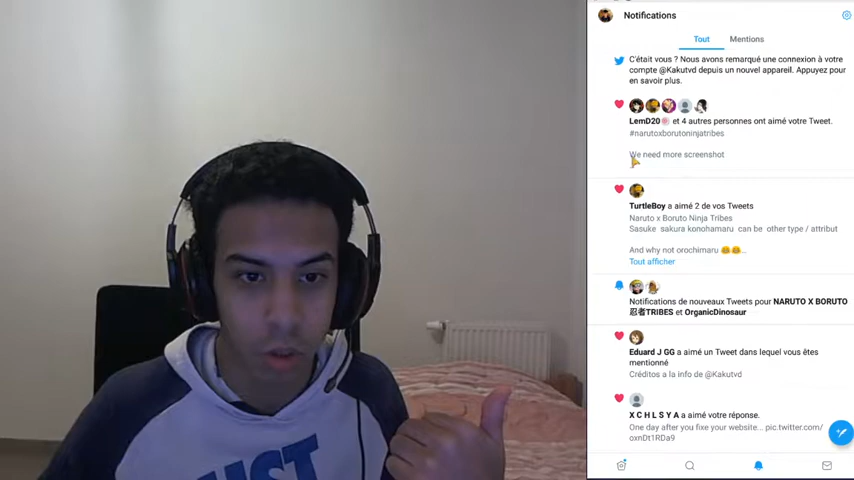 Notifications
Tout Mentions
C'était vous ? Nous avons remarqué une connexion à votre
compte @Kakutvd depuis un nouvel appareil. Appuyez pour
en savoir plus.
LemD20 et 4 autres personnes ont aimé votre Tweet.
#narutoxborutoninjatribes
We need more screenshot
TurtleBoy a aimé 2 de vos Tweets
Naruto x Boruto Ninja Tribes
Sasuke sakura konohamaru can be other type / attribut
And why not orochimaru 😊😊...
Tout afficher
Notifications de nouveaux Tweets pour NARUTO X BORUTO
忍者TRIBES et OrganicDinosaur
Eduard J GG a aimé un Tweet dans lequel vous êtes
mentionné
Créditos a la info de @Kakutvd
X C H L S Y A a aimé votre réponse.
One day after you fixe your website... pic.twitter.com/
oxnDt1RDa9
JUST